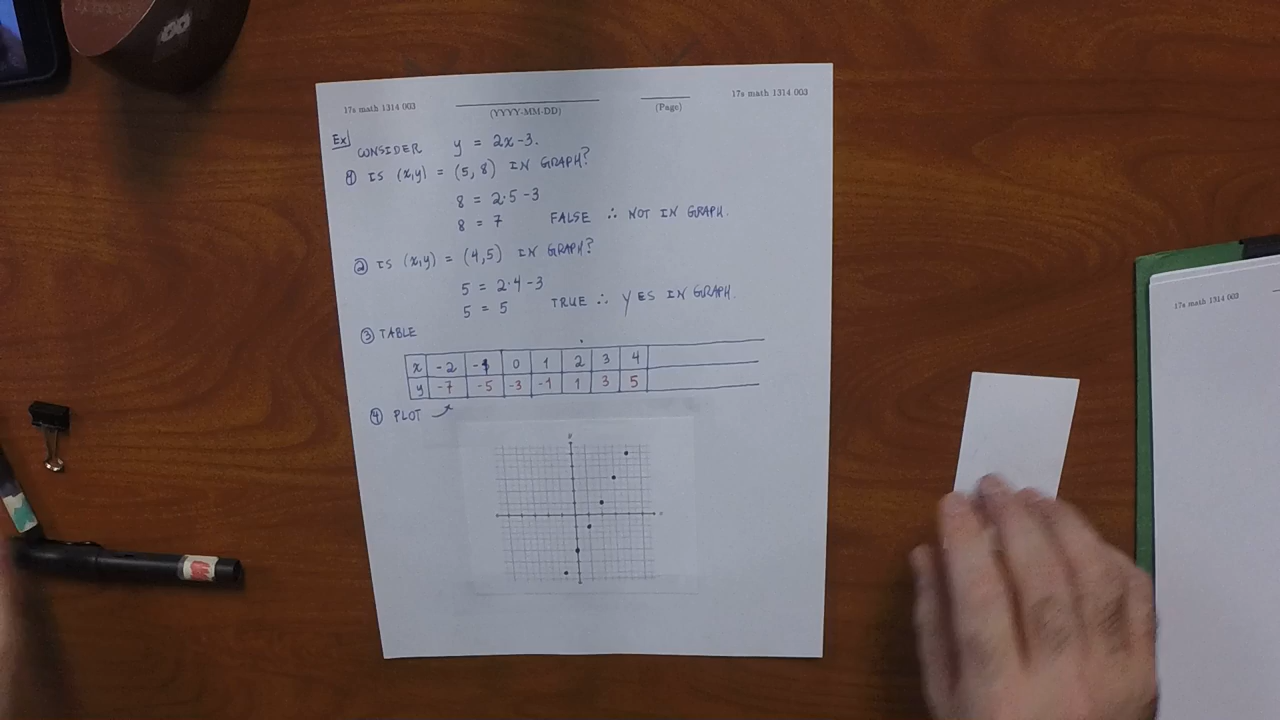 17s math 1314 003
(YYYY-MM-DD)
(Page)
17s math 1314 003
Ex
CONSIDER y = 2x-3.
① IS (x,y) = (5, 8) IN GRAPH?
8 = 2·5-3
8 = 7 FALSE ∴ NOT IN GRAPH.
② IS (x,y) = (4,5) IN GRAPH?
5 = 2·4-3
5 = 5 TRUE ∴ YES IN GRAPH.
③ TABLE
x -2 -1 0 1 2 3 4
y -7 -5 -3 -1 1 3 5
④ PLOT
17s math 1314 003